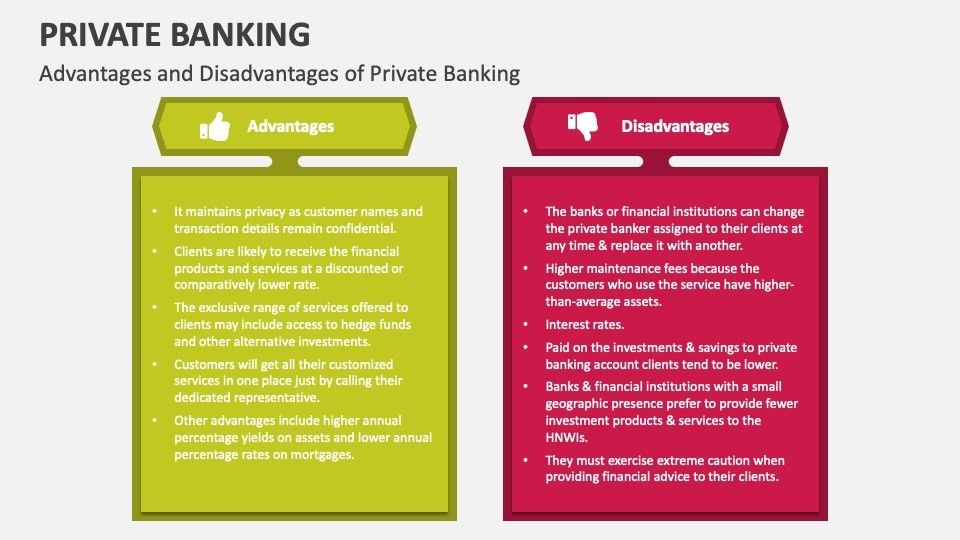 PRIVATE BANKING
Advantages and Disadvantages of Private Banking
Advantages
• It maintains privacy as customer names and
transaction details remain confidential.
• Clients are likely to receive the financial
products and services at a discounted or
comparatively lower rate.
• The exclusive range of services offered to
clients may include access to hedge funds
and other alternative investments.
• Customers will get all their customized
services in one place just by calling their
dedicated representative.
• Other advantages include higher annual
percentage yields on assets and lower annual
percentage rates on mortgages.
Disadvantages
• The banks or financial institutions can change
the private banker assigned to their clients at
any time & replace it with another.
• Higher maintenance fees because the
customers who use the service have higher-
than-average assets.
• Interest rates.
• Paid on the investments & savings to private
banking account clients tend to be lower.
• Banks & financial institutions with a small
geographic presence prefer to provide fewer
investment products & services to the
HNWIs.
• They must exercise extreme caution when
providing financial advice to their clients.